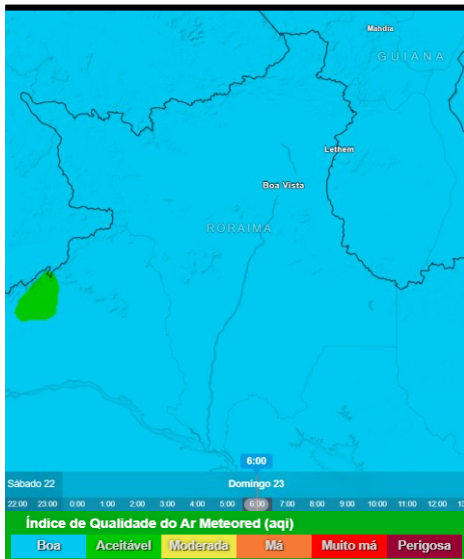 Mahdia
GUIANA
Lethem
Boa Vista
RORAIMA
6:00
Sábado 22 Domingo 23
22:00 23:00 0:00 1:00 2:00 3:00 4:00 5:00 6:00 7:00 8:00 9:00 10:00 11:00 12:00
Índice de Qualidade do Ar Meteored (aqi)
Boa Aceitável Moderada Má Muito má Perigosa